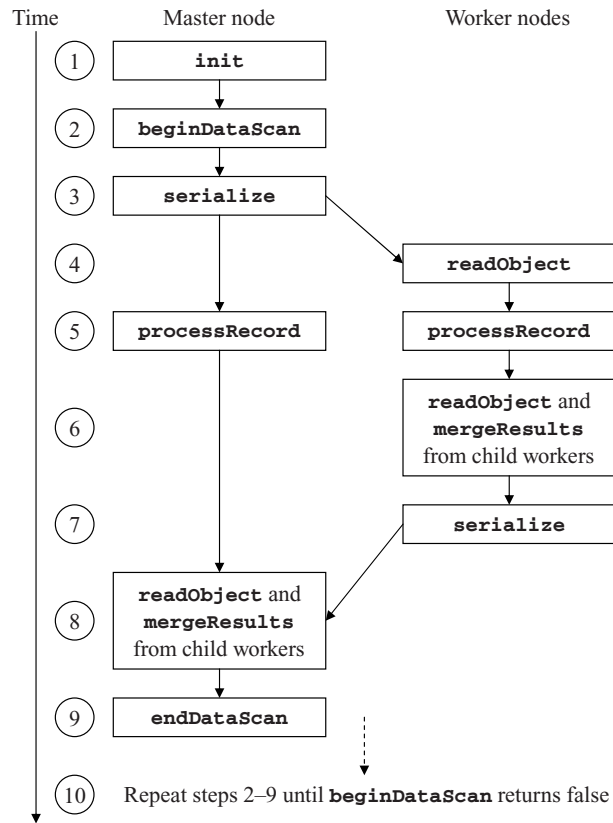 Time Master node Worker nodes
1 init
2 beginDataScan
3 serialize
4 readObject
5 processRecord processRecord
6 readObject and
mergeResults
from child workers
7 serialize
8 readObject and
mergeResults
from child workers
9 endDataScan
10 Repeat steps 2–9 until beginDataScan returns false